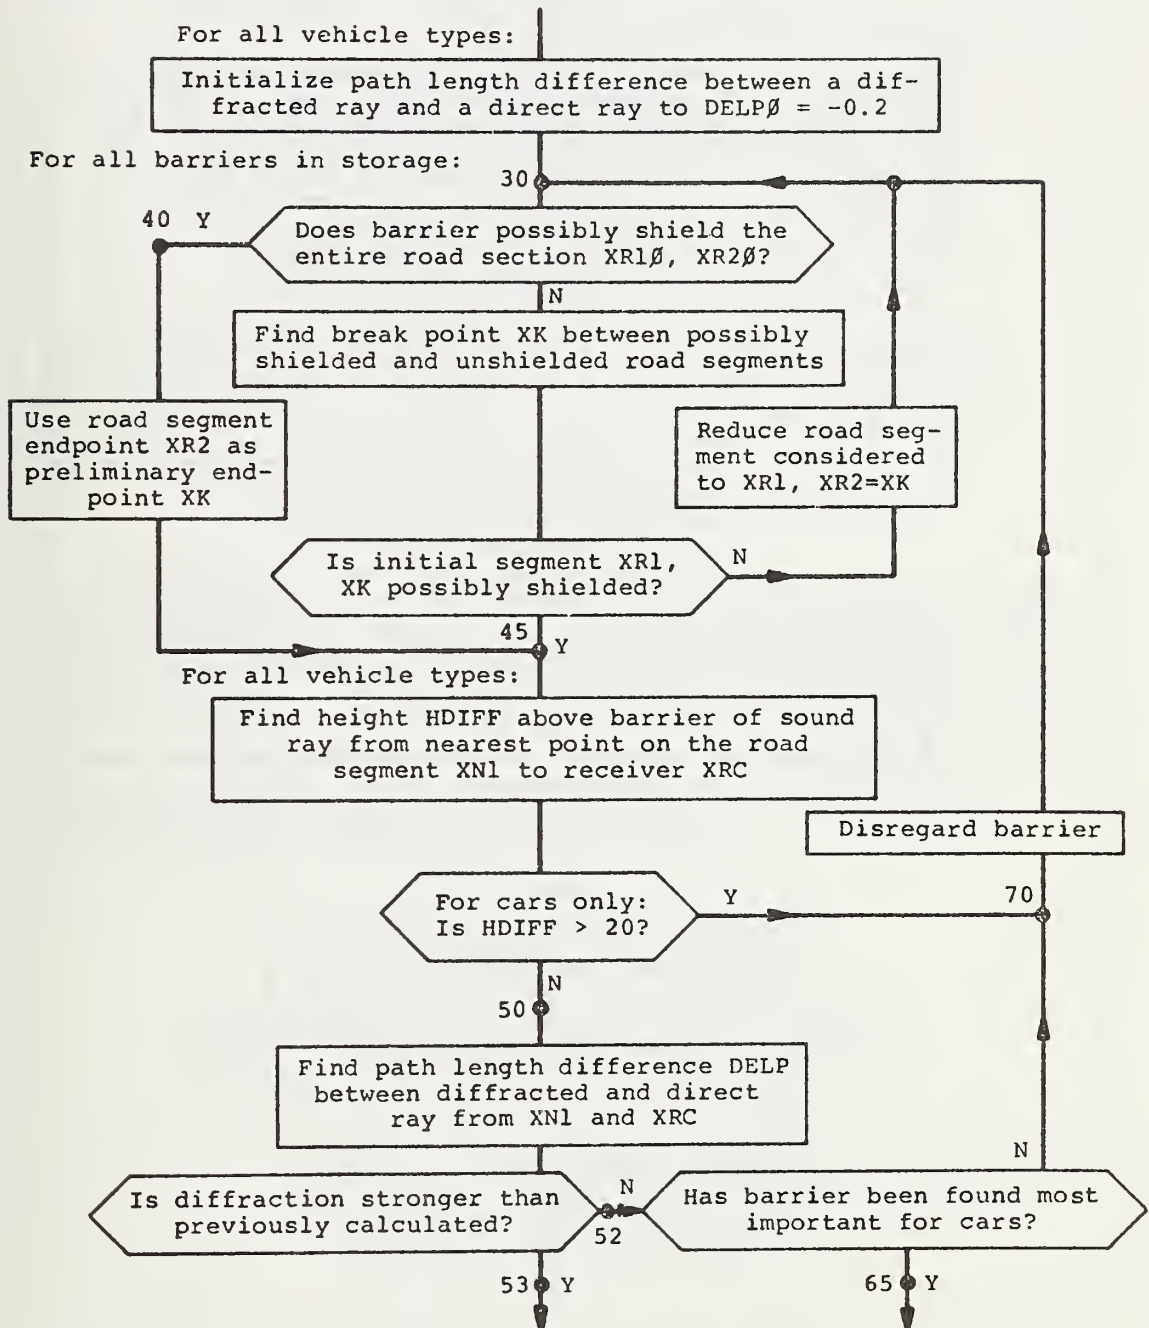 For all vehicle types:
Initialize path length difference between a dif-
fracted ray and a direct ray to DELPØ = -0.2
For all barriers in storage:
30
40 Y
Does barrier possibly shield the
entire road section XR1Ø, XR2Ø?
N
Find break point XK between possibly
shielded and unshielded road segments
Use road segment
endpoint XR2 as
preliminary end-
point XK
Reduce road seg-
ment considered
to XR1, XR2=XK
Is initial segment XR1,
XK possibly shielded?
N
45
Y
For all vehicle types:
Find height HDIFF above barrier of sound
ray from nearest point on the road
segment XN1 to receiver XRC
Disregard barrier
For cars only:
Is HDIFF > 20?
Y
70
N
50
Find path length difference DELP
between diffracted and direct
ray from XN1 and XRC
N
Is diffraction stronger than
previously calculated?
N
52
Has barrier been found most
important for cars?
53 Y
65 Y